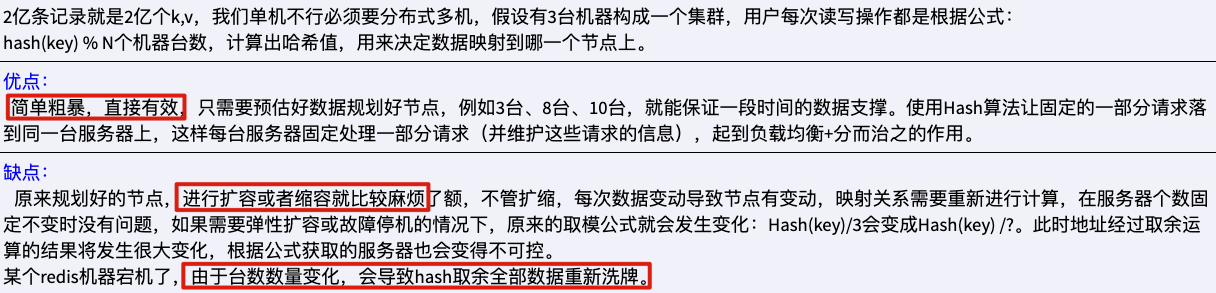 2亿条记录就是2亿个k,v，我们单机不行必须要分布式多机，假设有3台机器构成一个集群，用户每次读写操作都是根据公式：
hash(key) % N个机器台数，计算出哈希值，用来决定数据映射到哪一个节点上。
优点：
简单粗暴，直接有效，只需要预估好数据规划好节点，例如3台、8台、10台，就能保证一段时间的数据支撑。使用Hash算法让固定的一部分请求落
到同一台服务器上，这样每台服务器固定处理一部分请求（并维护这些请求的信息），起到负载均衡+分而治之的作用。
缺点：
原来规划好的节点，进行扩容或者缩容就比较麻烦了额，不管扩缩，每次数据变动导致节点有变动，映射关系需要重新进行计算，在服务器个数固
定不变时没有问题，如果需要弹性扩容或故障停机的情况下，原来的取模公式就会发生变化：Hash(key)/3会变成Hash(key) /?。此时地址经过取余运
算的结果将发生很大变化，根据公式获取的服务器也会变得不可控。
某个redis机器宕机了，由于台数数量变化，会导致hash取余全部数据重新洗牌。